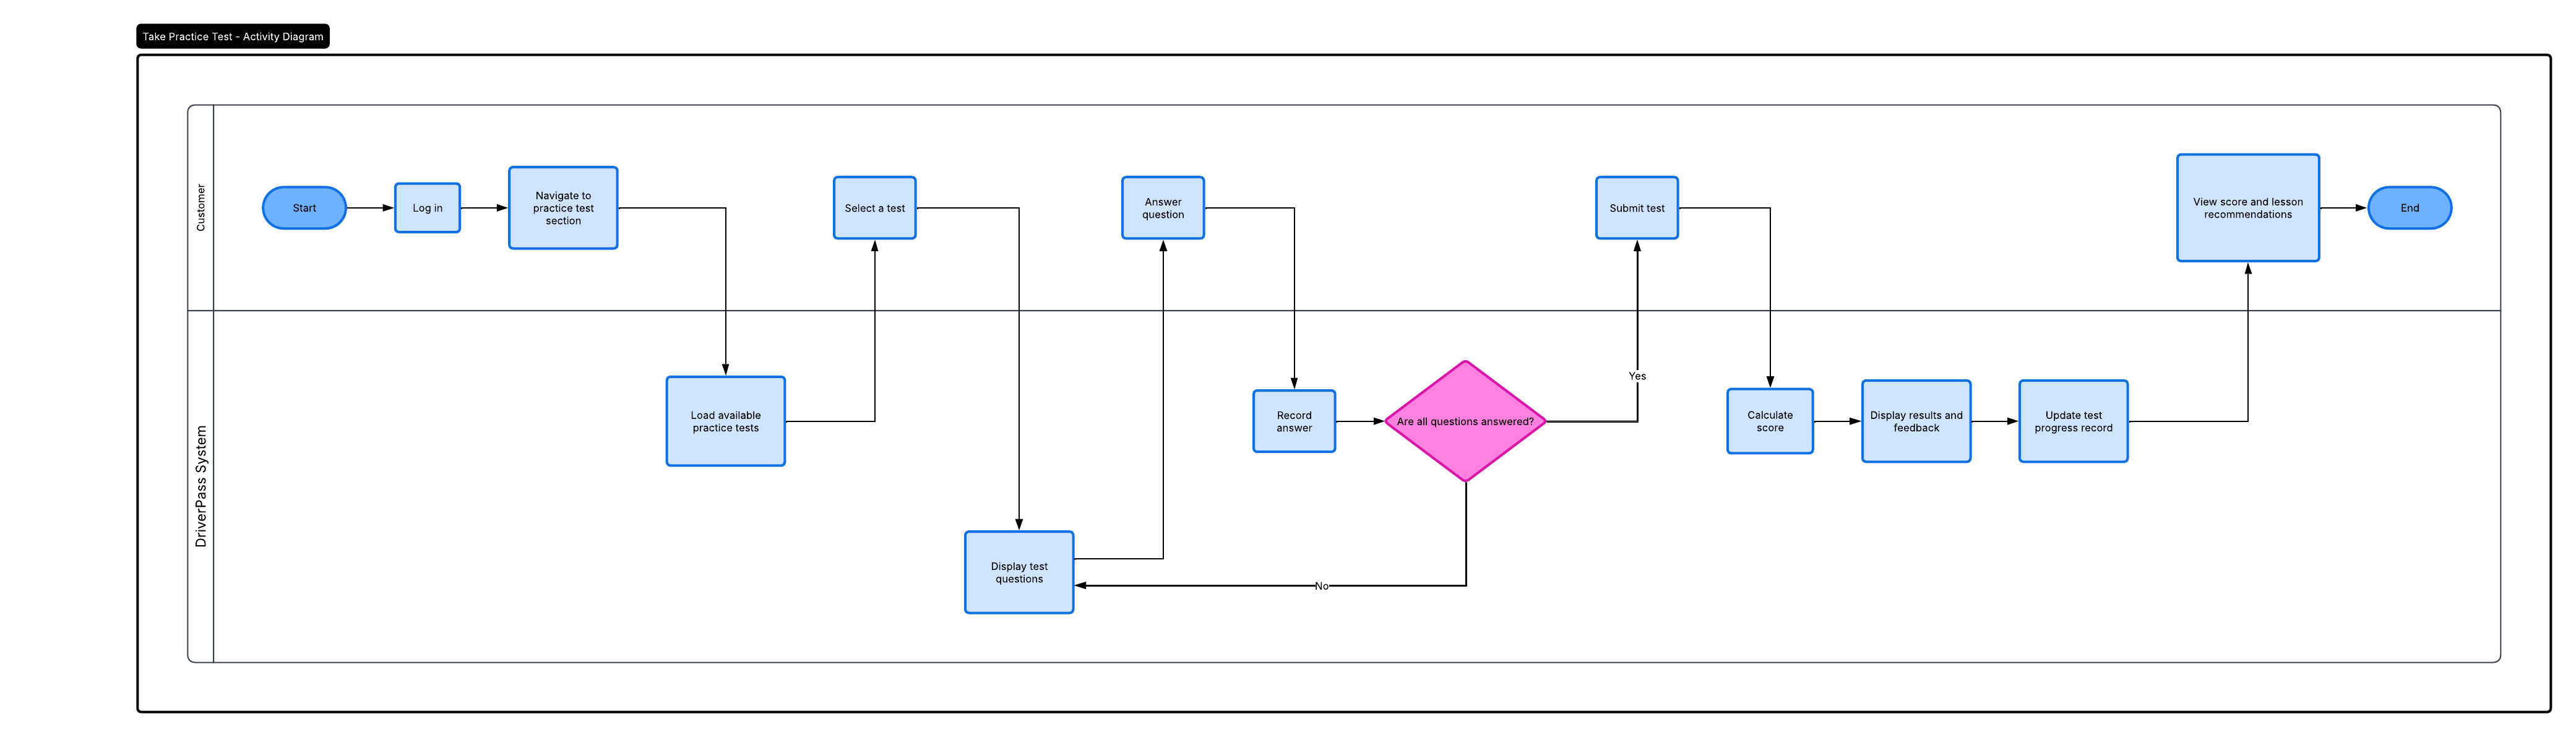 Take Practice Test - Activity Diagram
Customer
Start
Log in
Navigate to
practice test
section
Select a test
Answer
question
Submit test
View score and lesson
recommendations
End
DriverPass System
Load available
practice tests
Display test
questions
Record
answer
Are all questions answered?
Yes
No
Calculate
score
Display results and
feedback
Update test
progress record